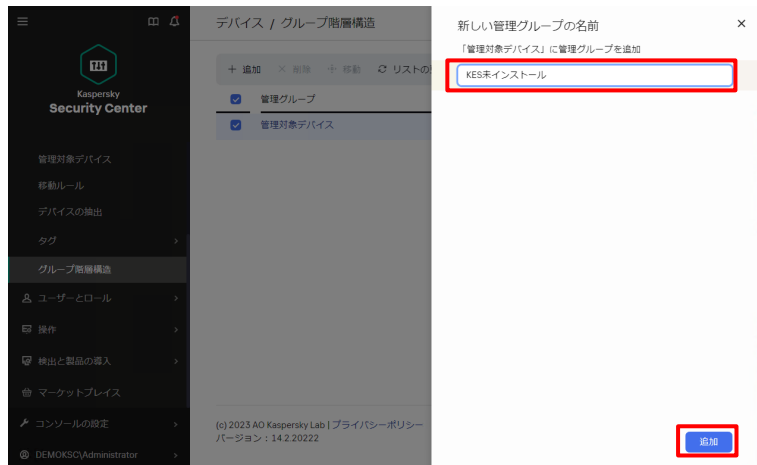 Kaspersky
Security Center
管理対象デバイス
移動ルール
デバイスの抽出
タグ
グループ階層構造
ユーザーとロール
操作
検出と製品の導入
マーケットプレイス
コンソールの設定
DEMOKSC\Administrator
デバイス / グループ階層構造
+ 追加 × 削除 移動 リストの
管理グループ
管理対象デバイス
(c) 2023 AO Kaspersky Lab | プライバシーポリシー
バージョン：14.2.20222
新しい管理グループの名前
「管理対象デバイス」に管理グループを追加
KES未インストール
追加